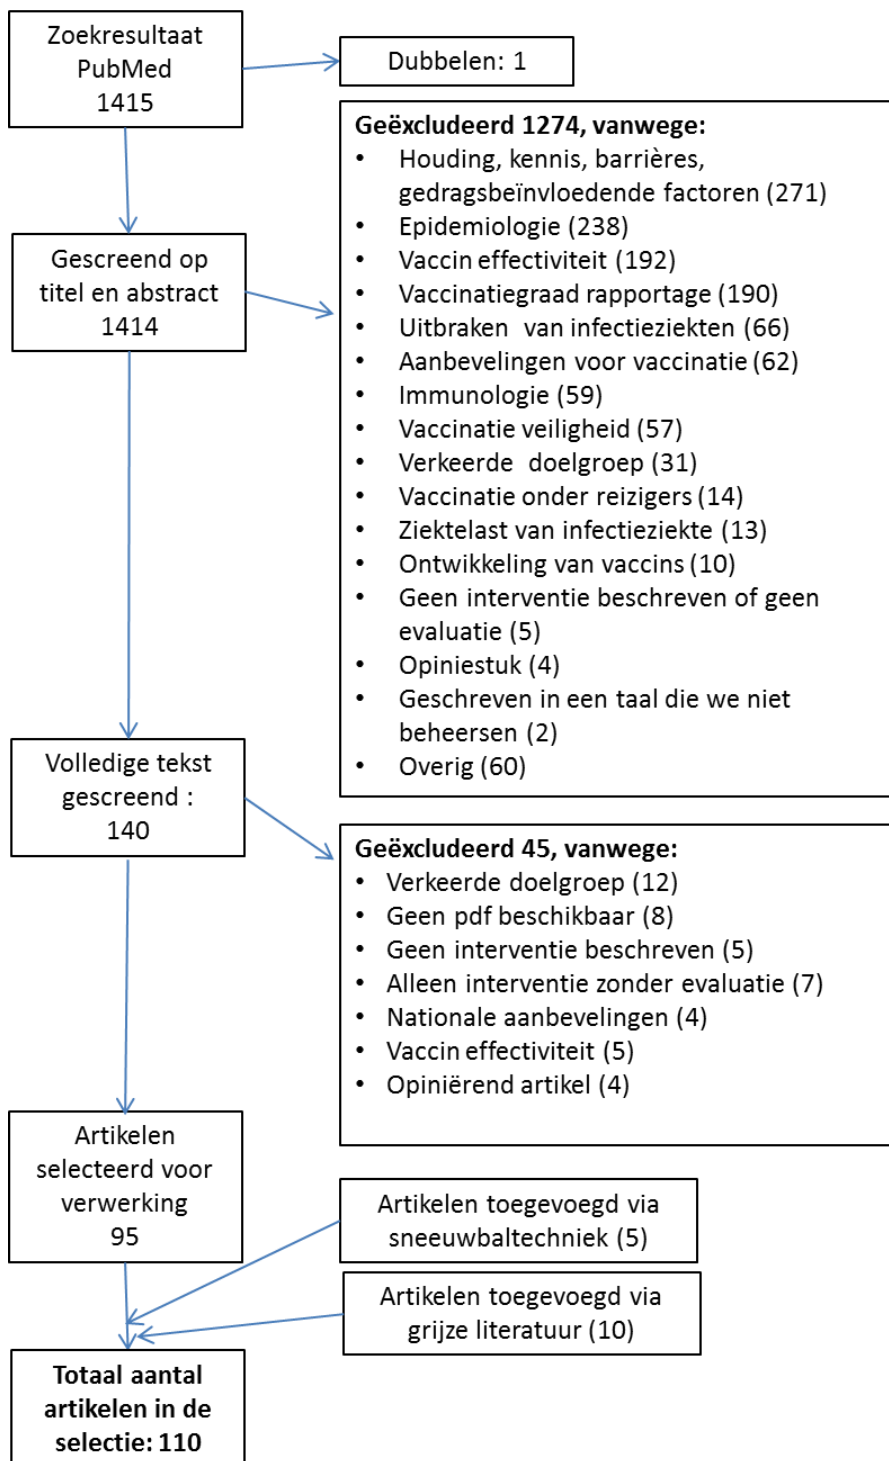 Zoekresultaat
PubMed
1415
Dubbelen: 1
Geëxcludeerd 1274, vanwege:
• Houding, kennis, barrières,
gedragsbeïnvloedende factoren (271)
• Epidemiologie (238)
• Vaccin effectiviteit (192)
• Vaccinatiegraad rapportage (190)
• Uitbraken van infectieziekten (66)
• Aanbevelingen voor vaccinatie (62)
• Immunologie (59)
• Vaccinatie veiligheid (57)
• Verkeerde doelgroep (31)
• Vaccinatie onder reizigers (14)
• Ziektelast van infectieziekte (13)
• Ontwikkeling van vaccins (10)
• Geen interventie beschreven of geen
evaluatie (5)
• Opiniestuk (4)
• Geschreven in een taal die we niet
beheersen (2)
• Overig (60)
Gescreend op
titel en abstract
1414
Volledige tekst
gescreend :
140
Geëxcludeerd 45, vanwege:
• Verkeerde doelgroep (12)
• Geen pdf beschikbaar (8)
• Geen interventie beschreven (5)
• Alleen interventie zonder evaluatie (7)
• Nationale aanbevelingen (4)
• Vaccin effectiviteit (5)
• Opiniërend artikel (4)
Artikelen
selecteerd voor
verwerking
95
Artikelen toegevoegd via
sneeuwbaltechniek (5)
Artikelen toegevoegd via
grijze literatuur (10)
Totaal aantal
artikelen in de
selectie: 110